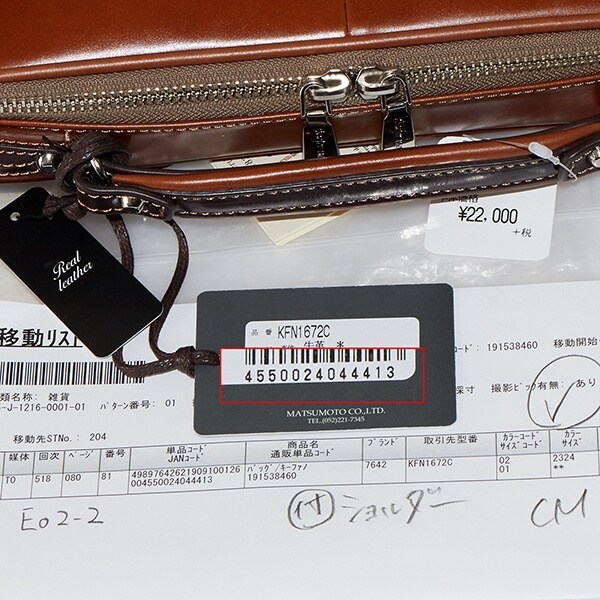 ¥22,000
+税
Real
leather
品番 KFN1672C
牛革 *
4550024044413
MATSUMOTO CO.,LTD.
TEL.(052)221-7345
移動リスト
コード: 191538460 移動開始
類名称: 雑貨
-J-1216-0001-01 パターン番号: 01
採寸 撮影ピック有無: あり
移動先STNo.: 204
媒体 回次 ページ 番号 単品コード JANコード 商品名 通販単品コード ブランド 取引先型番 カラーコード サイズコード カラー サイズ
TO 518 080 81 49897642621909100126 バッグ/キーファノ 7642 KFN1672C 02 2324
004550024044413 191538460 01 **
E02-2 付 ショルダー CM